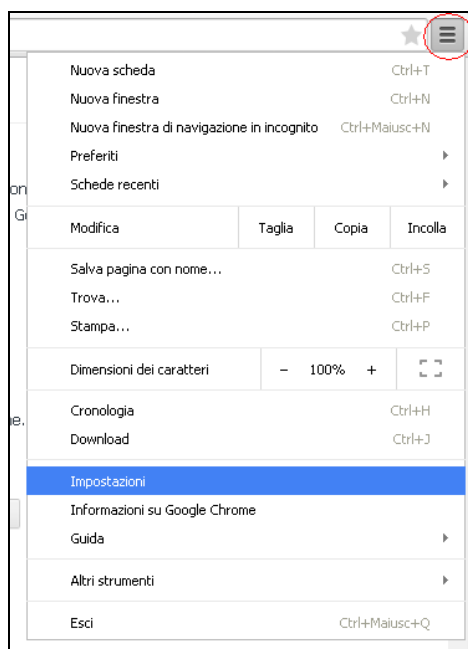 Nuova scheda Ctrl+T
Nuova finestra Ctrl+N
Nuova finestra di navigazione in incognito Ctrl+Maiusc+N
Preferiti
on
Schede recenti
G
Modifica Taglia Copia Incolla
Salva pagina con nome... Ctrl+S
Trova... Ctrl+F
Stampa... Ctrl+P
Dimensioni dei caratteri - 100% +
Cronologia Ctrl+H
e.
Download Ctrl+J
Impostazioni
Informazioni su Google Chrome
Guida
Altri strumenti
Esci Ctrl+Maiusc+Q